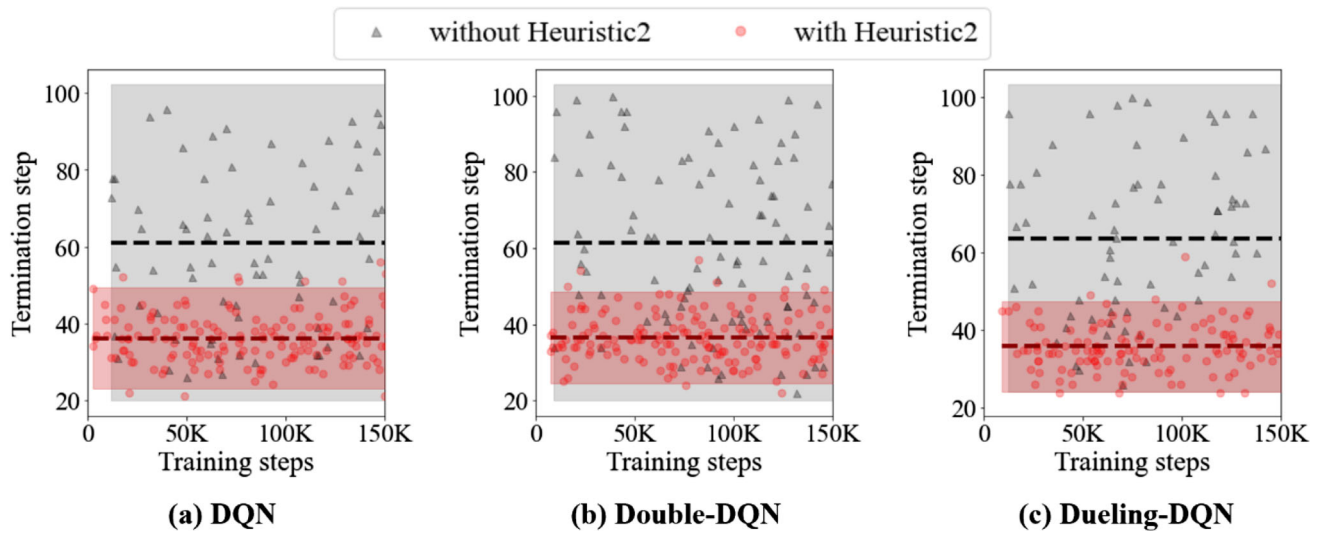 without Heuristic2 with Heuristic2
Termination step
100
80
60
40
20
0 50K 100K 150K
Training steps
(a) DQN
Termination step
100
80
60
40
20
0 50K 100K 150K
Training steps
(b) Double-DQN
Termination step
100
80
60
40
20
0 50K 100K 150K
Training steps
(c) Dueling-DQN